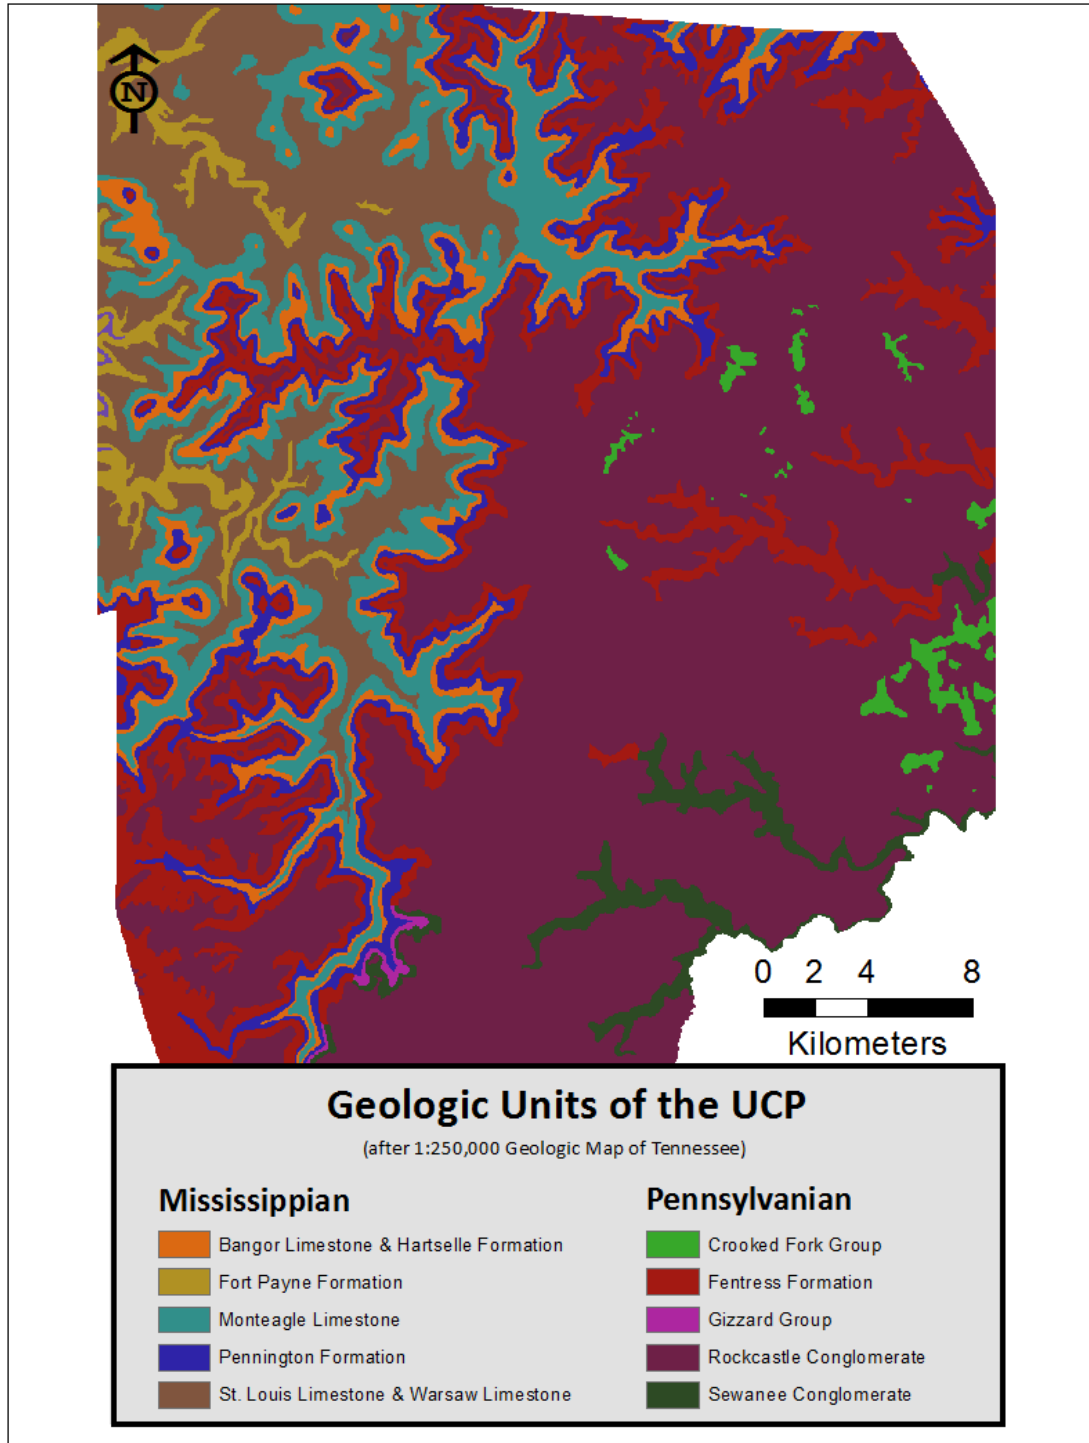 N
0 2 4 8
Kilometers
Geologic Units of the UCP
(after 1:250,000 Geologic Map of Tennessee)
Mississippian
Bangor Limestone & Hartselle Formation
Fort Payne Formation
Monteagle Limestone
Pennington Formation
St. Louis Limestone & Warsaw Limestone
Pennsylvanian
Crooked Fork Group
Fentress Formation
Gizzard Group
Rockcastle Conglomerate
Sewanee Conglomerate